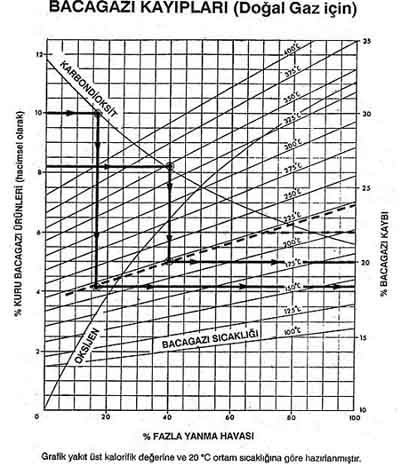 BACAGAZI KAYIPLARI (Doğal Gaz için)
12
10
8
6
4
2
0
% KURU BACAGAZI ÜRÜNLERİ (hacimsel olarak)
35
30
25
20
15
10
% BACAGAZI KAYBI
KARBONDİOKSİT
OKSİJEN
BACAGAZI SICAKLIĞI
400°C
375°C
350°C
325°C
300°C
275°C
250°C
225°C
200°C
175°C
150°C
125°C
100°C
0
20
40
60
80
100
% FAZLA YANMA HAVASI
Grafik yakıt üst kalorifik değerine ve 20 °C ortam sıcaklığına göre hazırlanmıştır.